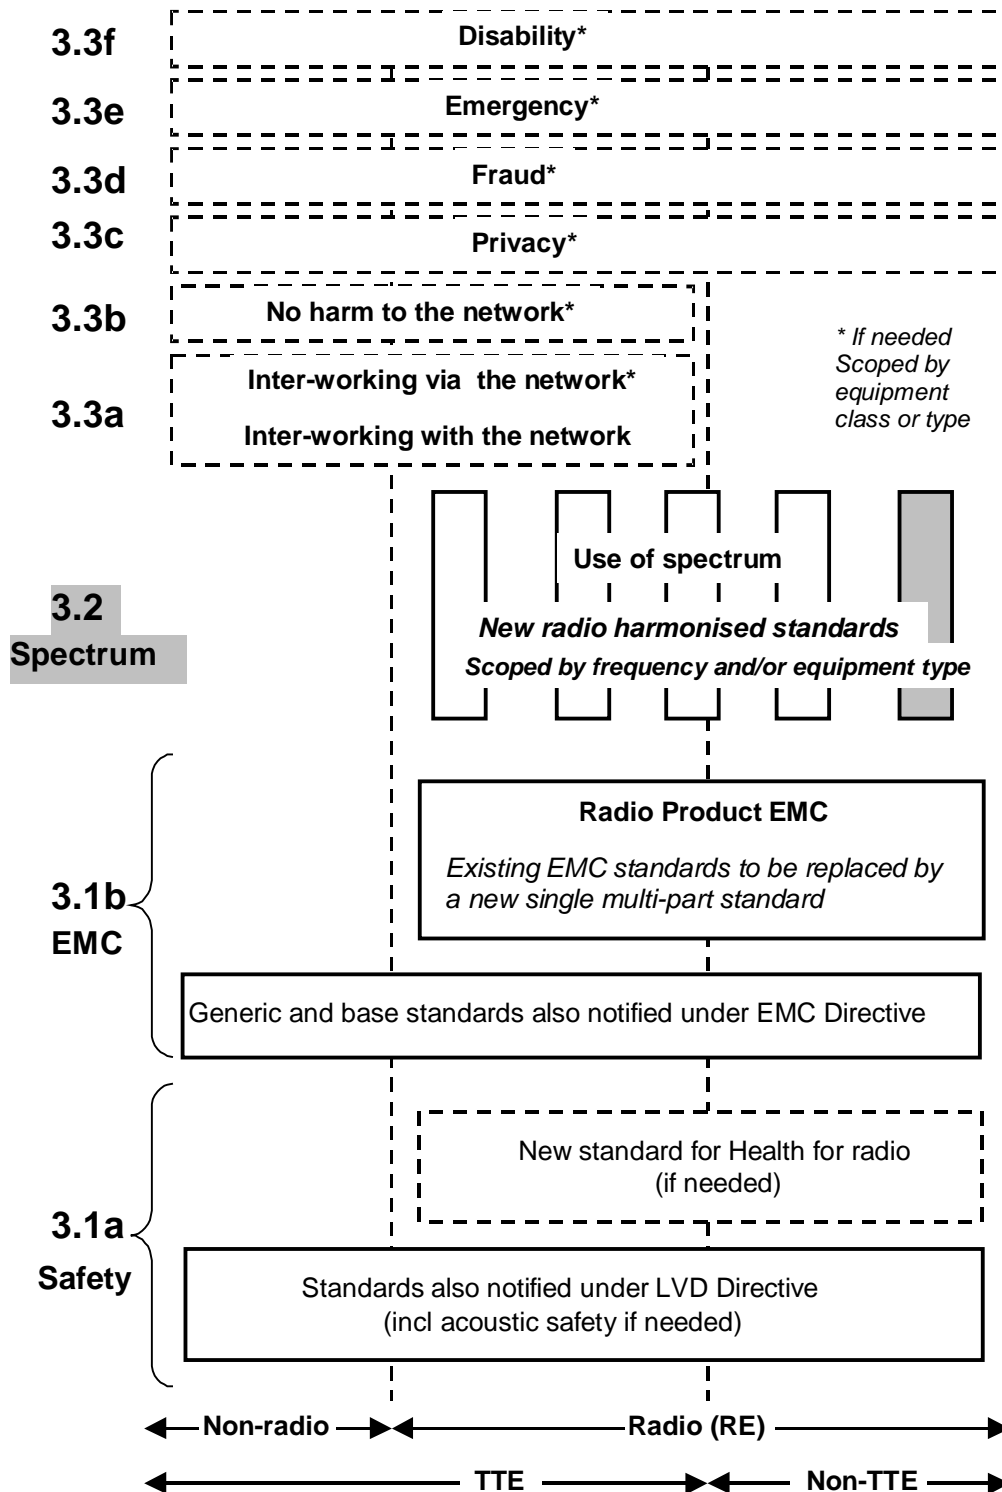 3.3f
Disability*
3.3e
Emergency*
3.3d
Fraud*
3.3c
Privacy*
3.3b
No harm to the network*
* If needed
Scoped by
equipment
class or type
3.3a
Inter-working via the network*
Inter-working with the network
Use of spectrum
3.2
Spectrum
New radio harmonised standards
Scoped by frequency and/or equipment type
Radio Product EMC
Existing EMC standards to be replaced by
a new single multi-part standard
3.1b
EMC
Generic and base standards also notified under EMC Directive
New standard for Health for radio
(if needed)
3.1a
Safety
Standards also notified under LVD Directive
(incl acoustic safety if needed)
Non-radio
Radio (RE)
TTE
Non-TTE